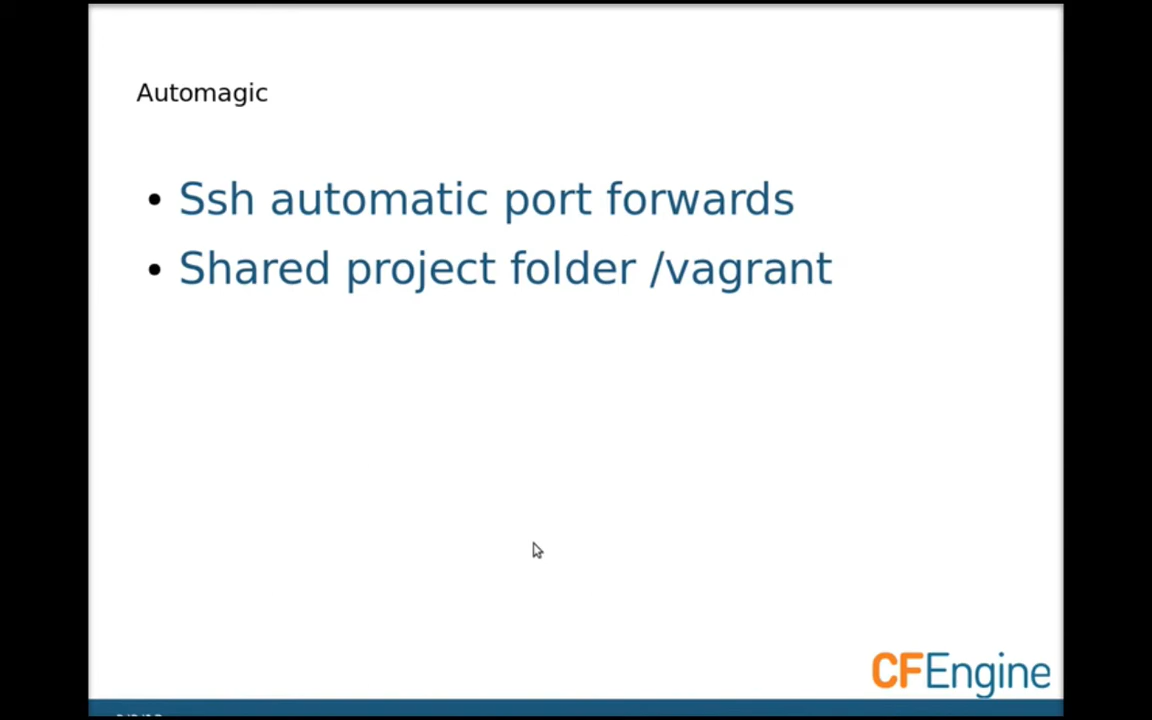 Automagic
• Ssh automatic port forwards
• Shared project folder /vagrant
CFEngine